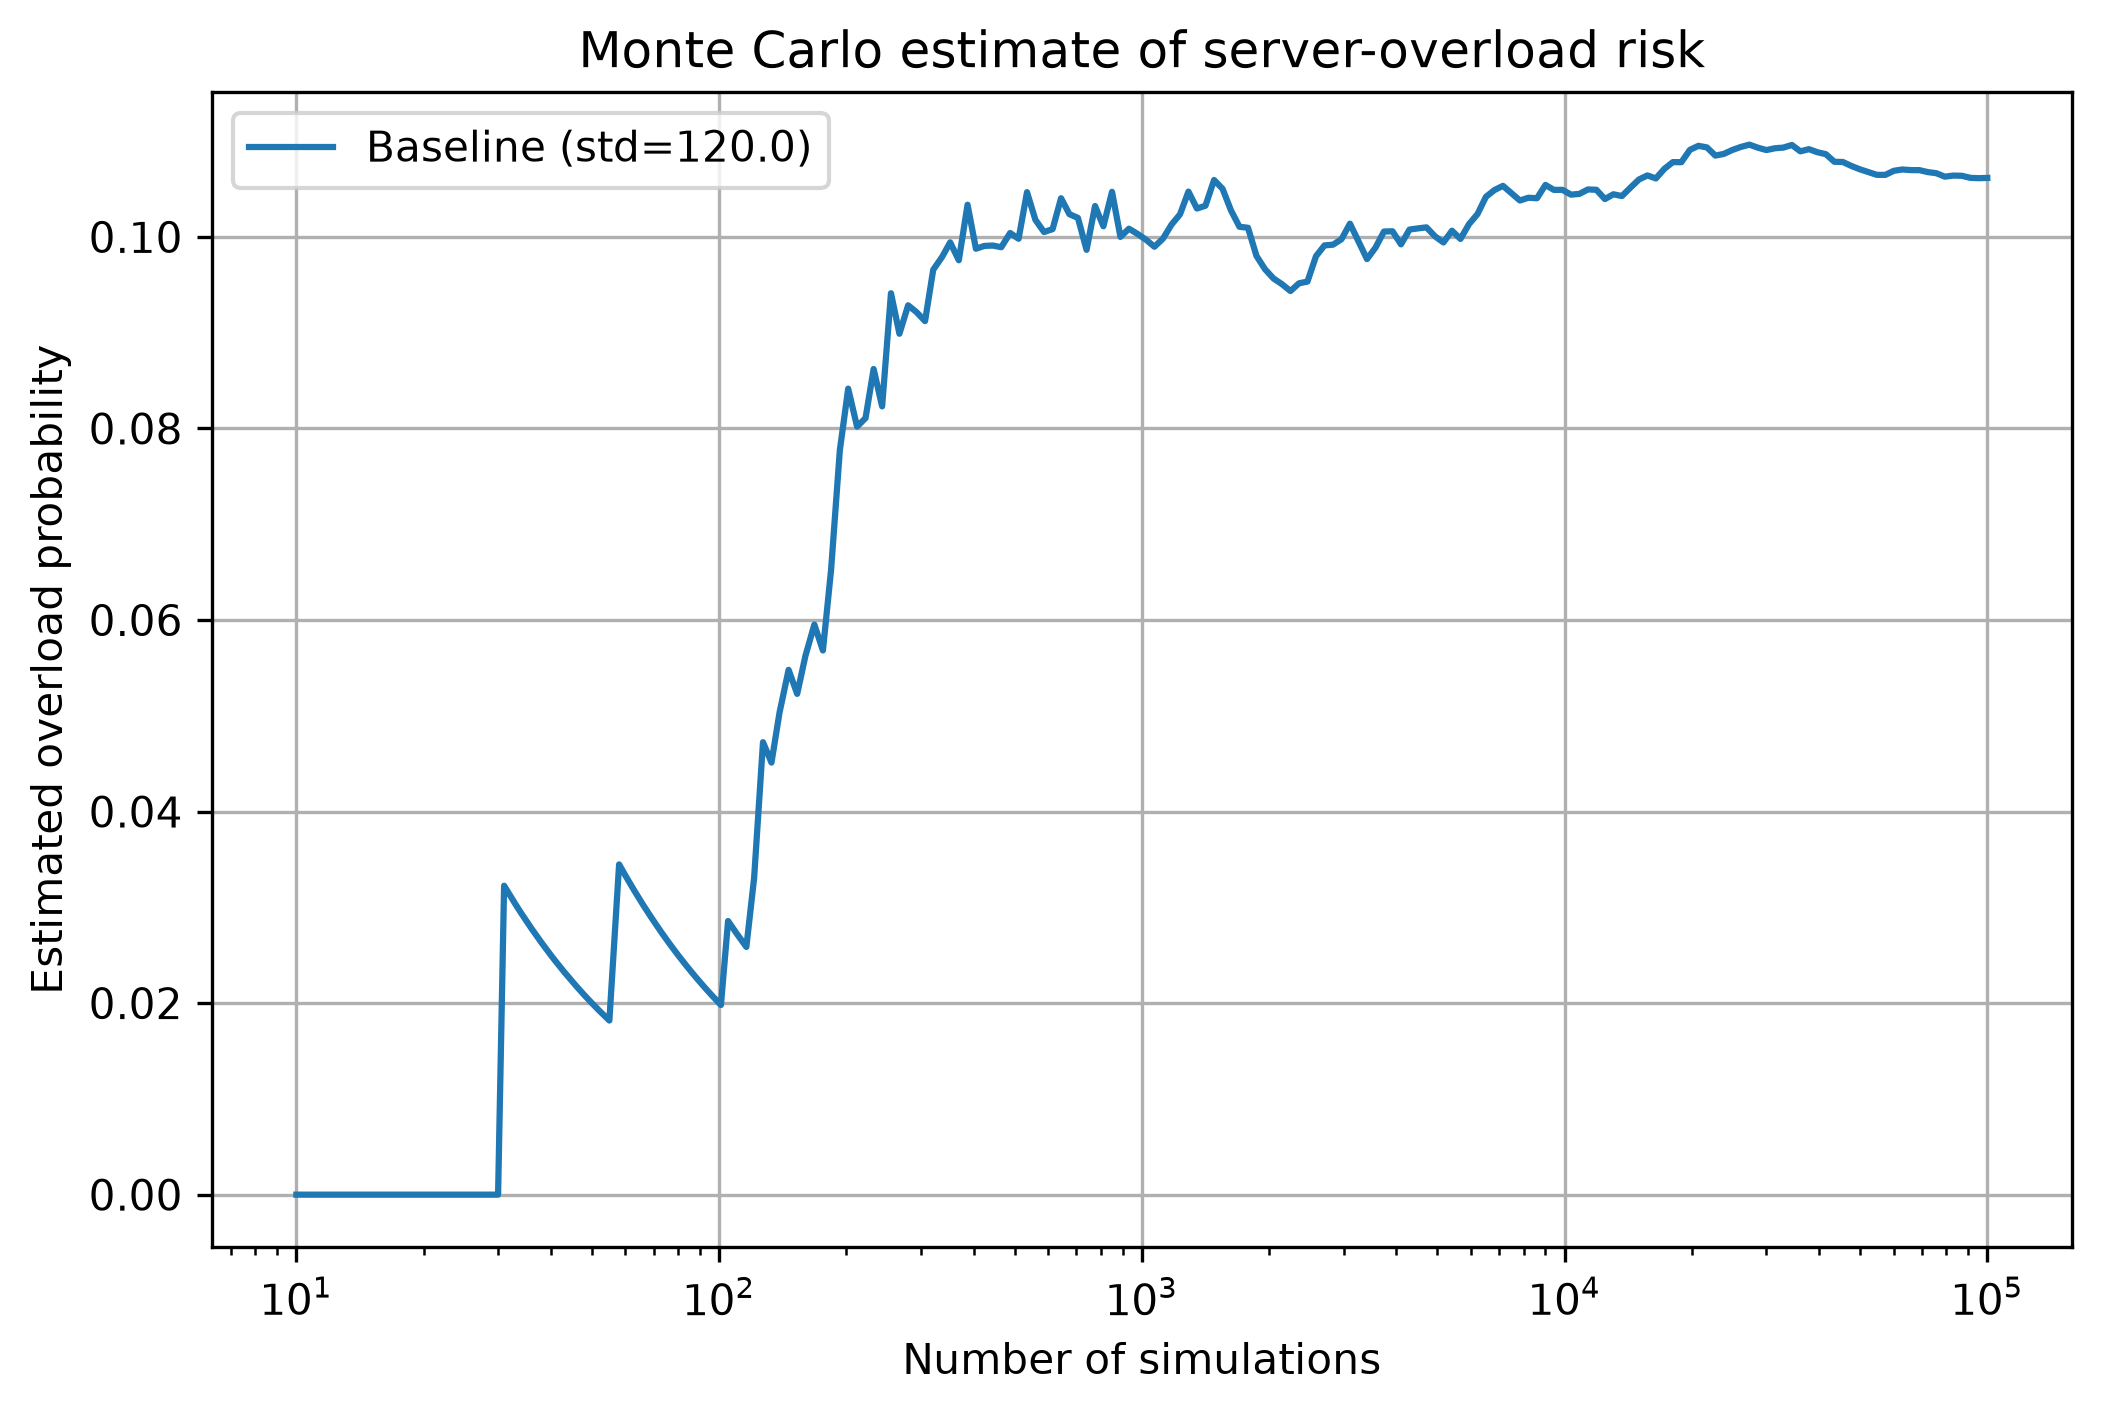 Monte Carlo estimate of server-overload risk
Baseline (std=120.0)
Estimated overload probability
0.10
0.08
0.06
0.04
0.02
0.00
10¹
10²
10³
10⁴
10⁵
Number of simulations